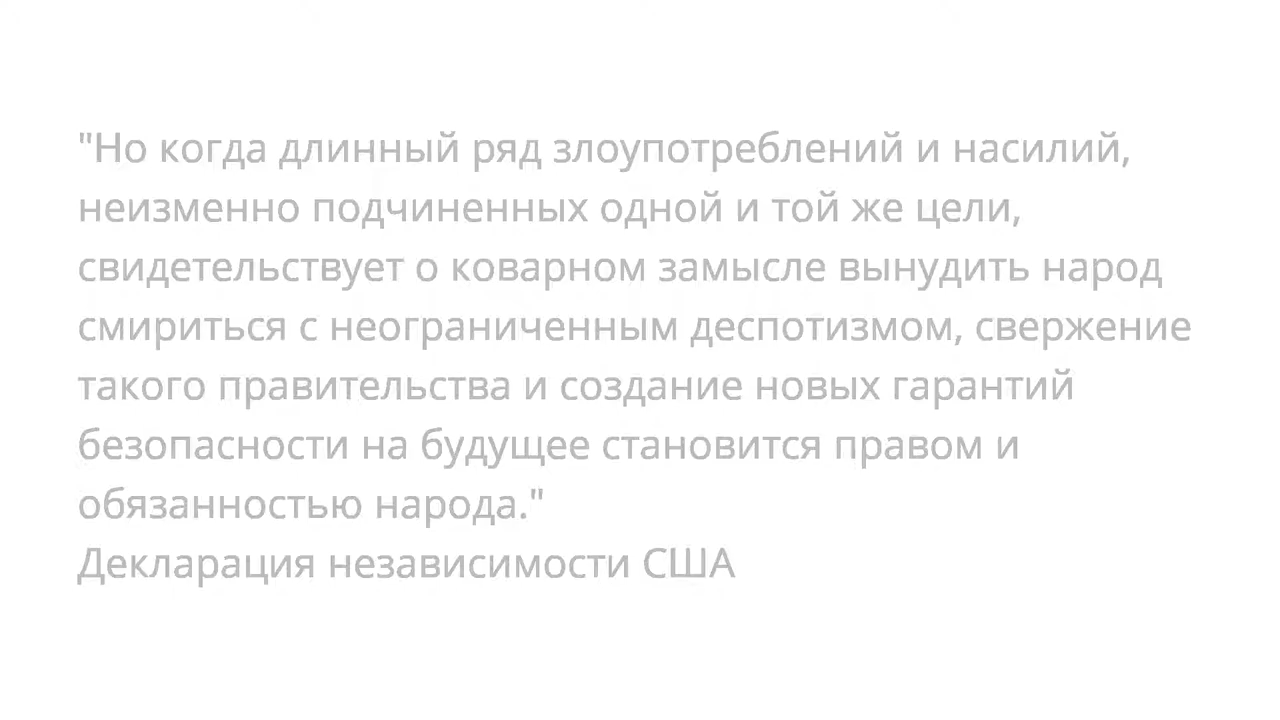 "Но когда длинный ряд злоупотреблений и насилий,
неизменно подчиненных одной и той же цели,
свидетельствует о коварном замысле вынудить народ
смириться с неограниченным деспотизмом, свержение
такого правительства и создание новых гарантий
безопасности на будущее становится правом и
обязанностью народа."
Декларация независимости США